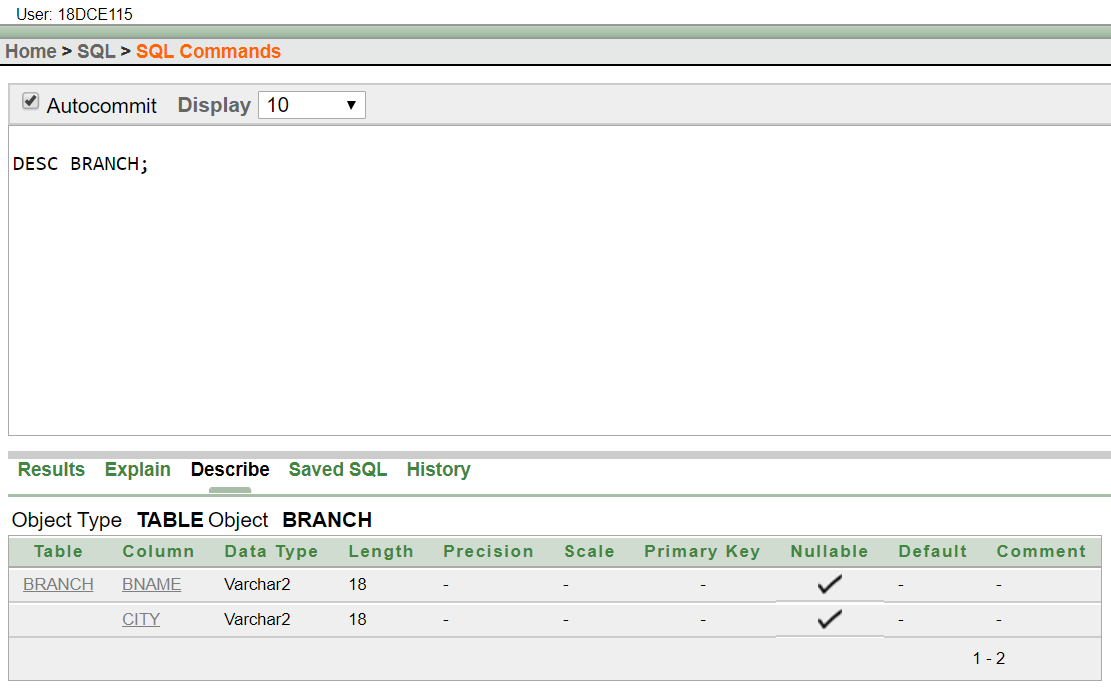 User: 18DCE115
Home > SQL > SQL Commands
Autocommit Display 10
DESC BRANCH;
Results Explain Describe Saved SQL History
Object Type TABLE Object BRANCH
Table Column Data Type Length Precision Scale Primary Key Nullable Default Comment
BRANCH BNAME Varchar2 18 - - - - -
CITY Varchar2 18 - - - - -
1 - 2